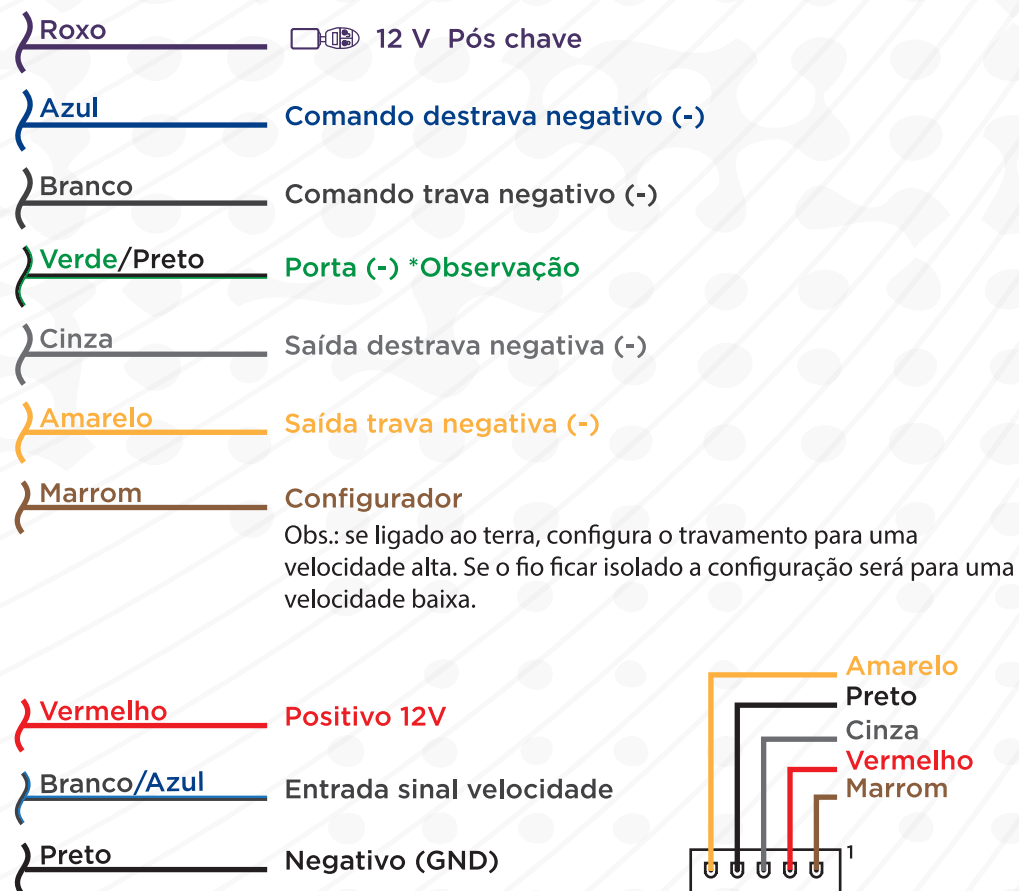 Roxo 12 V Pós chave
Azul Comando destrava negativo (-)
Branco Comando trava negativo (-)
Verde/Preto Porta (-) *Observação
Cinza Saída destrava negativa (-)
Amarelo Saída trava negativa (-)
Marrom Configurador
Obs.: se ligado ao terra, configura o travamento para uma
velocidade alta. Se o fio ficar isolado a configuração será para uma
velocidade baixa.
Vermelho Positivo 12V
Branco/Azul Entrada sinal velocidade
Preto Negativo (GND)
Amarelo
Preto
Cinza
Vermelho
Marrom
1